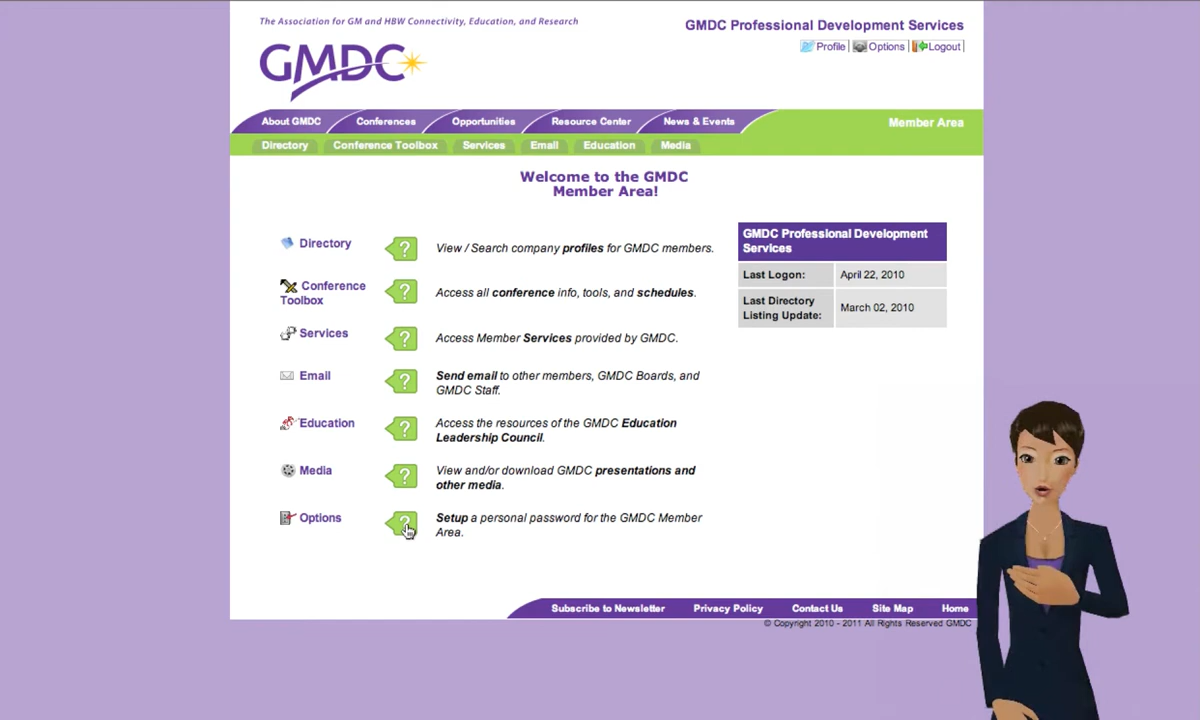 The Association for GM and HBW Connectivity, Education, and Research
GMDC
GMDC Professional Development Services
Profile | Options | Logout |
About GMDC Conferences Opportunities Resource Center News & Events
Member Area
Directory Conference Toolbox Services Email Education Media
Welcome to the GMDC
Member Area!
Directory ? View / Search company profiles for GMDC members.
Conference
Toolbox
? Access all conference info, tools, and schedules.
Services ? Access Member Services provided by GMDC.
Email ? Send email to other members, GMDC Boards, and
GMDC Staff.
Education ? Access the resources of the GMDC Education
Leadership Council.
Media ? View and/or download GMDC presentations and
other media.
Options ? Setup a personal password for the GMDC Member
Area.
GMDC Professional Development
Services
Last Logon: April 22, 2010
Last Directory
Listing Update:
March 02, 2010
Subscribe to Newsletter Privacy Policy Contact Us Site Map Home
© Copyright 2010 - 2011 All Rights Reserved GMDC